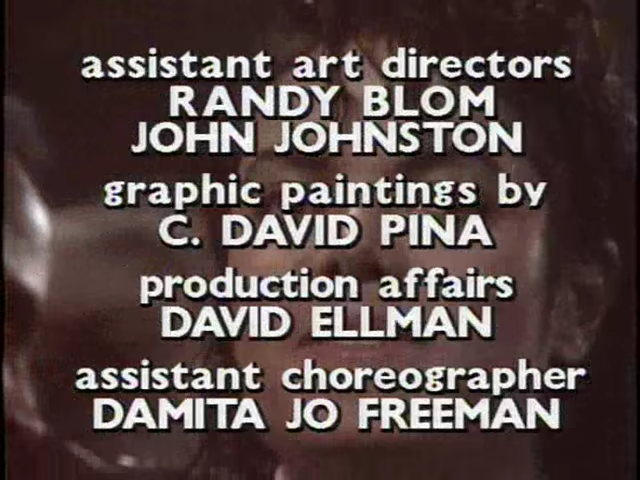 assistant art directors
RANDY BLOM
JOHN JOHNSTON
graphic paintings by
C. DAVID PINA
production affairs
DAVID ELLMAN
assistant choreographer
DAMITA JO FREEMAN